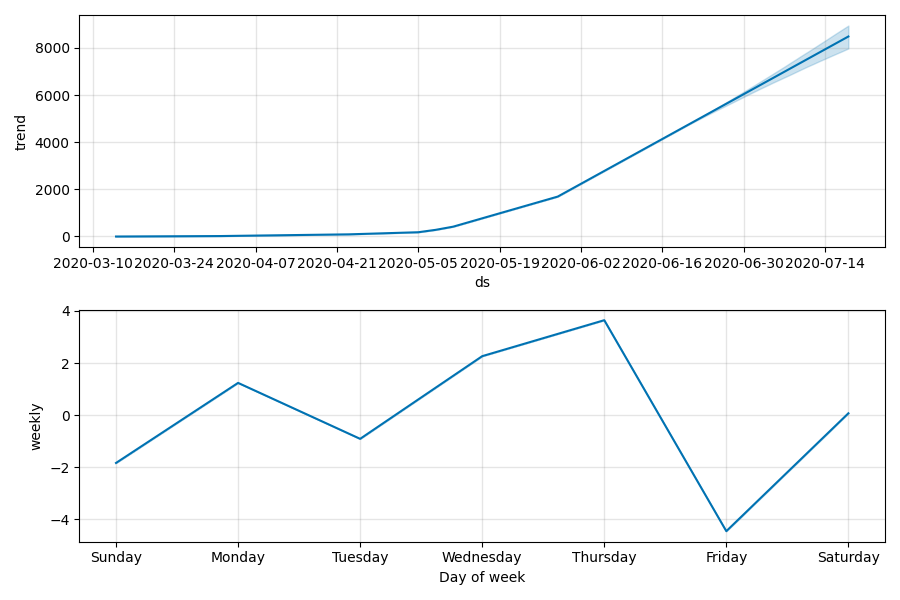 8000
6000
4000
2000
0
trend
2020-03-10 2020-03-24 2020-04-07 2020-04-21 2020-05-05 2020-05-19 2020-06-02 2020-06-16 2020-06-30 2020-07-14
ds
4
2
0
−2
−4
weekly
Sunday Monday Tuesday Wednesday Thursday Friday Saturday
Day of week